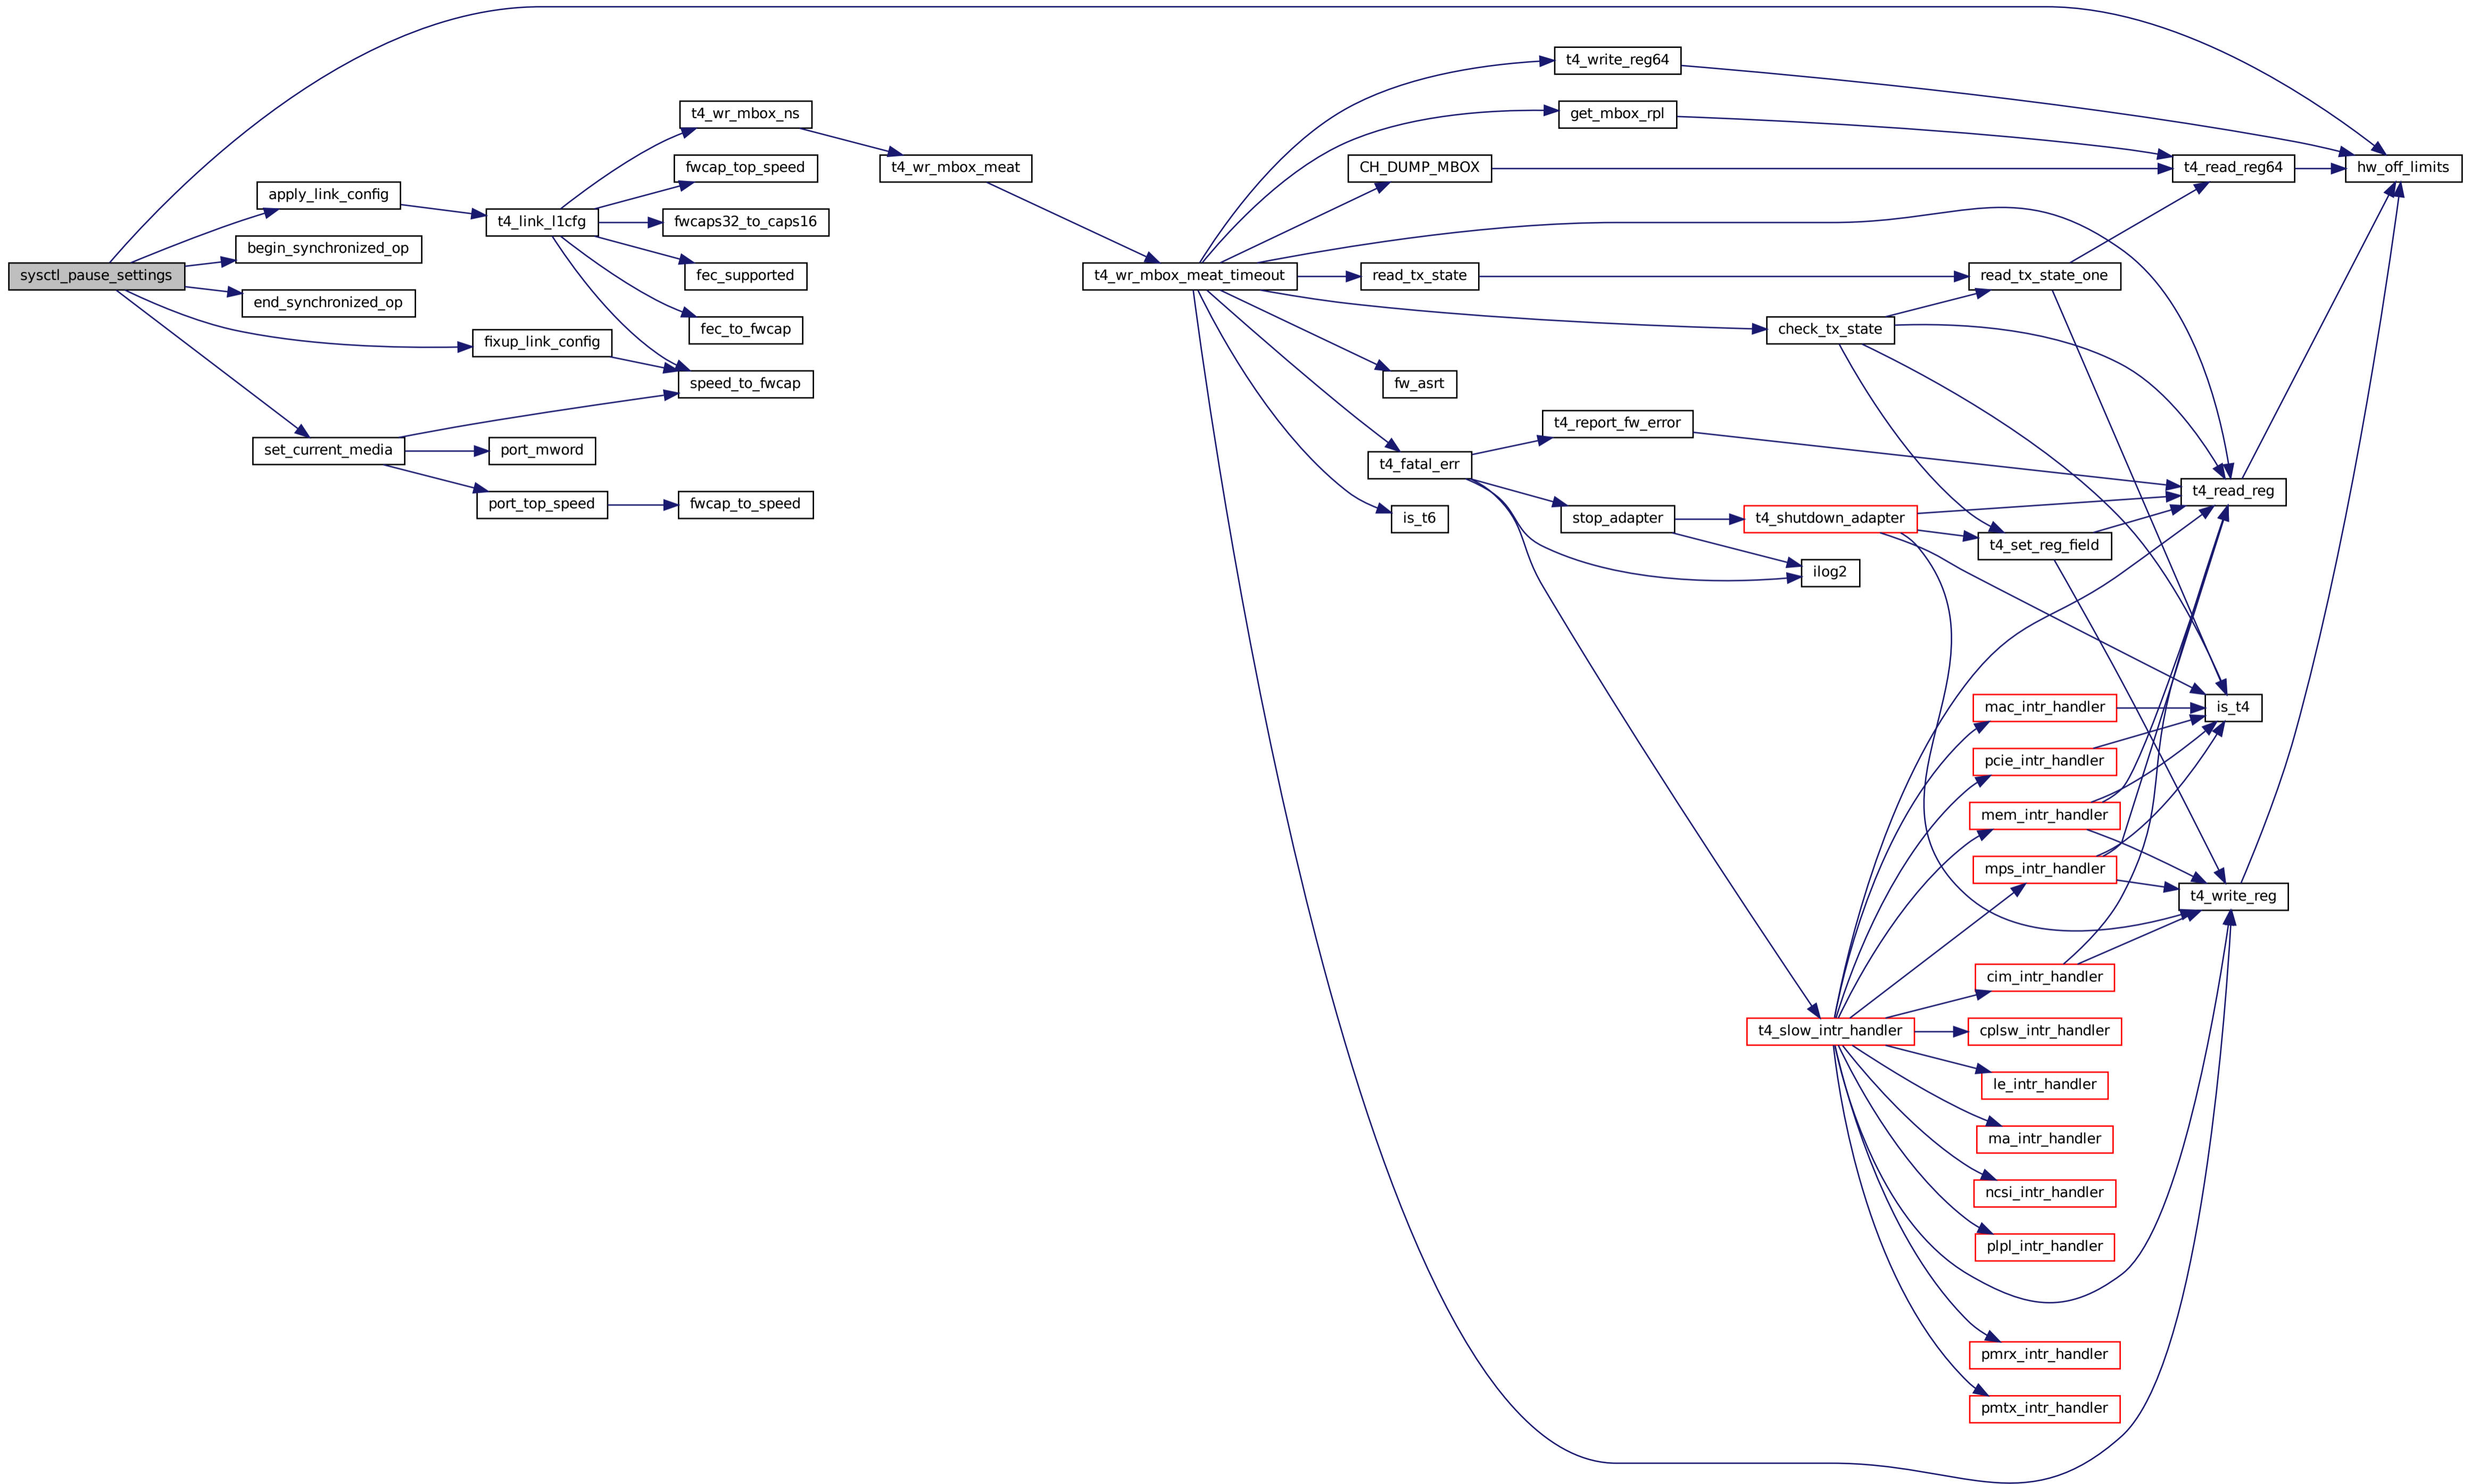 sysctl_pause_settings
apply_link_config
begin_synchronized_op
end_synchronized_op
fixup_link_config
set_current_media
t4_link_l1cfg
port_mword
port_top_speed
t4_wr_mbox_ns
fwcap_top_speed
fwcaps32_to_caps16
fec_supported
fec_to_fwcap
speed_to_fwcap
fwcap_to_speed
t4_wr_mbox_meat
t4_wr_mbox_meat_timeout
CH_DUMP_MBOX
read_tx_state
fw_asrt
t4_fatal_err
is_t6
t4_write_reg64
get_mbox_rpl
t4_report_fw_error
stop_adapter
check_tx_state
t4_shutdown_adapter
ilog2
t4_slow_intr_handler
read_tx_state_one
t4_set_reg_field
mac_intr_handler
pcie_intr_handler
mem_intr_handler
mps_intr_handler
cim_intr_handler
cplsw_intr_handler
le_intr_handler
ma_intr_handler
ncsi_intr_handler
plpl_intr_handler
pmrx_intr_handler
pmtx_intr_handler
t4_read_reg64
t4_read_reg
is_t4
t4_write_reg
hw_off_limits